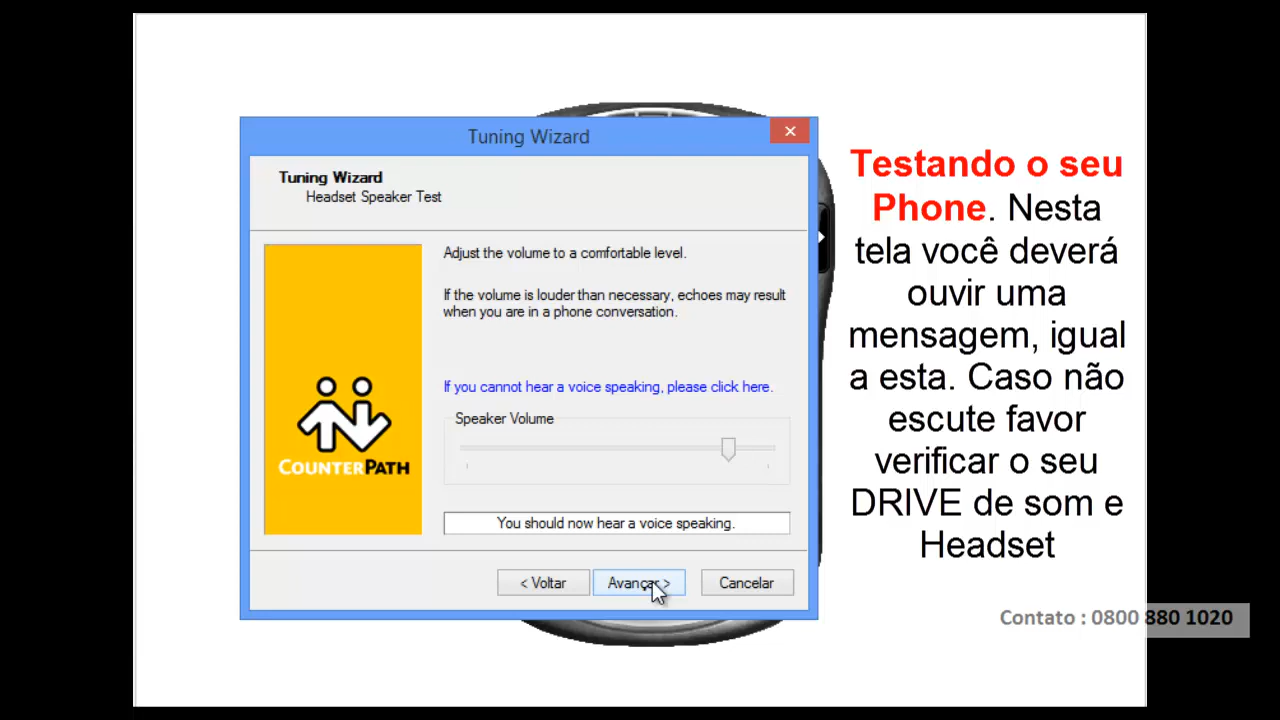 Tuning Wizard
Tuning Wizard
Headset Speaker Test
Adjust the volume to a comfortable level.
If the volume is louder than necessary, echoes may result
when you are in a phone conversation.
If you cannot hear a voice speaking, please click here.
Speaker Volume
COUNTERPATH
You should now hear a voice speaking.
< Voltar
Avançar >
Cancelar
Testando o seu
Phone. Nesta
tela você deverá
ouvir uma
mensagem, igual
a esta. Caso não
escute favor
verificar o seu
DRIVE de som e
Headset
Contato : 0800 880 1020